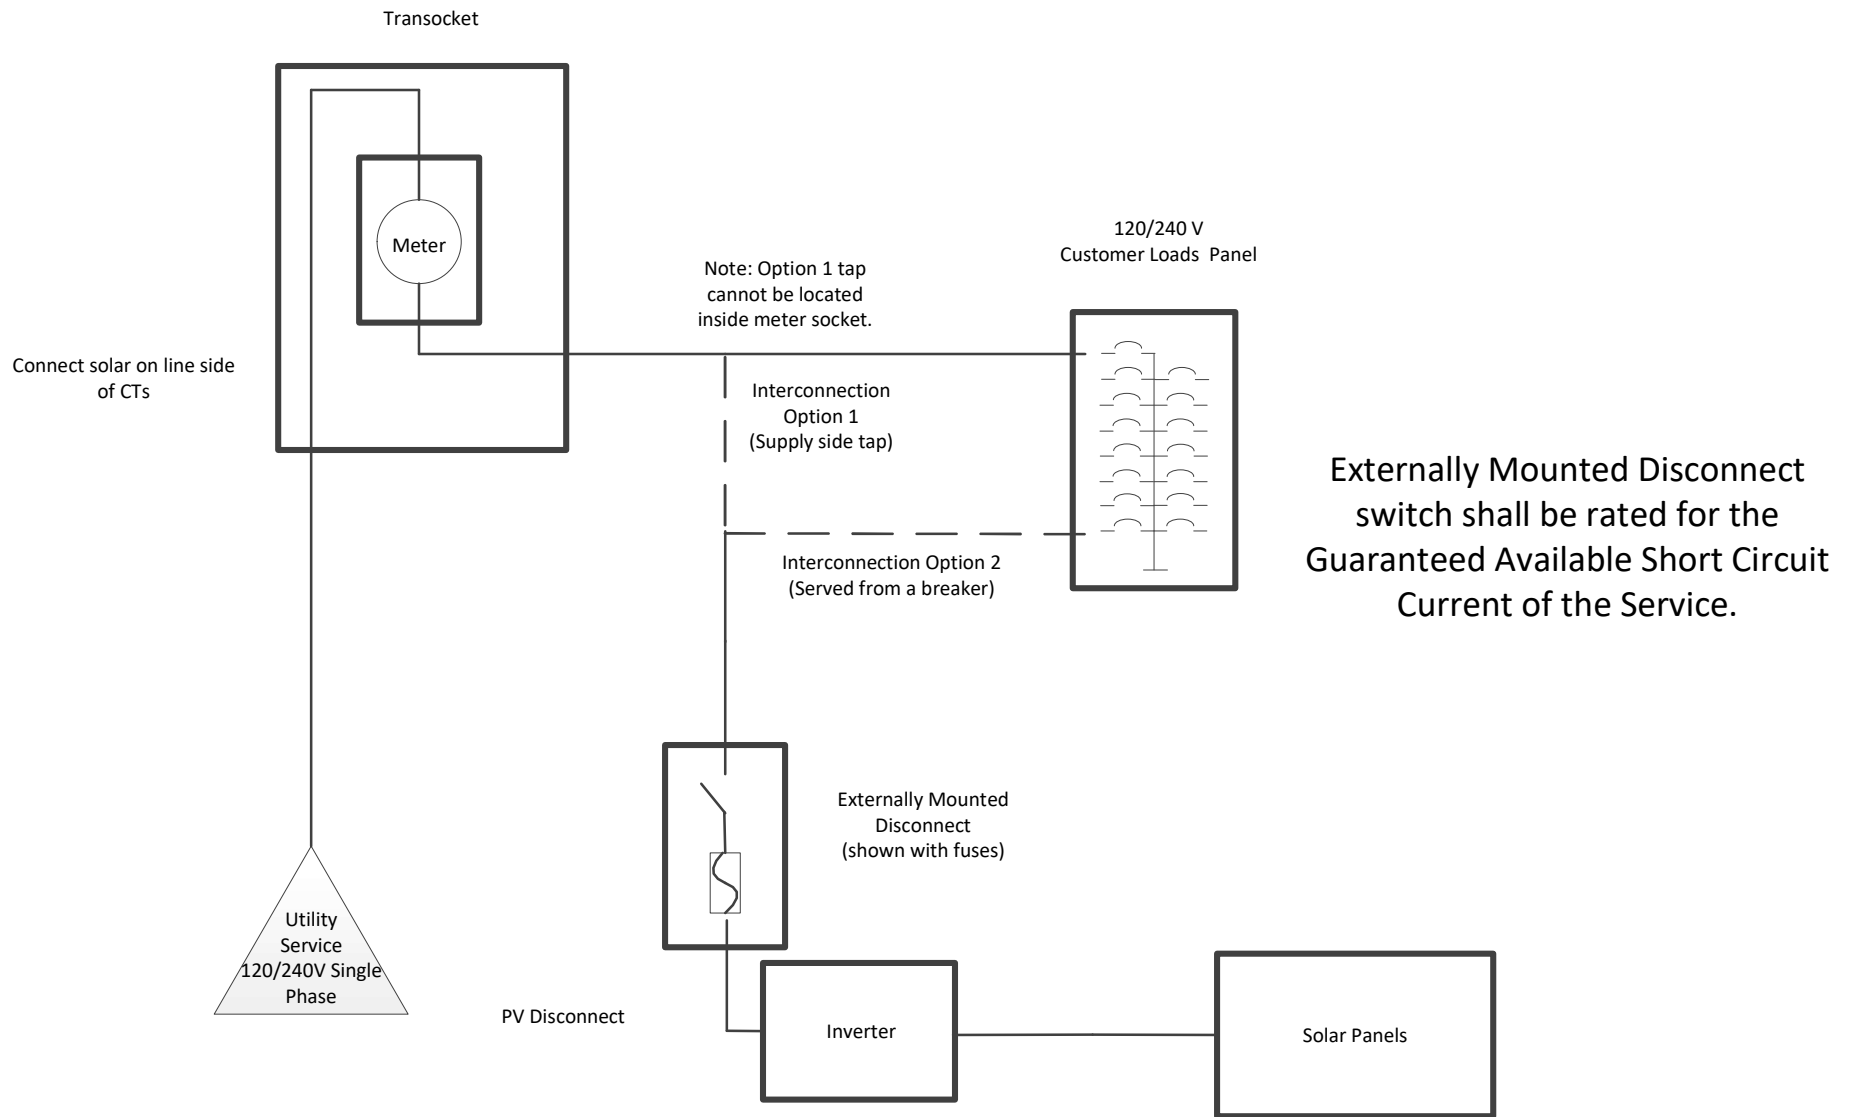 Transocket
Meter
120/240 V
Customer Loads  Panel
Note: Option 1 tap
cannot be located
inside meter socket.
Connect solar on line side
of CTs
Interconnection
Option 1
(Supply side tap)
Externally Mounted Disconnect
switch shall be rated for the
Guaranteed Available Short Circuit
Current of the Service.
Interconnection Option 2
(Served from a breaker)
Externally Mounted
Disconnect
(shown with fuses)
Utility
Service
120/240V Single
Phase
PV Disconnect
Inverter
Solar Panels